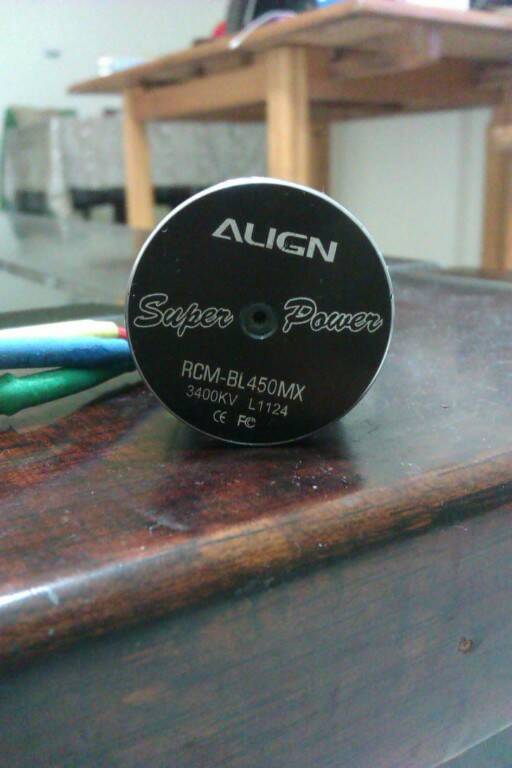 ALIGN
Super Power
RCM-BL450MX
3400KV L1124
CE FC